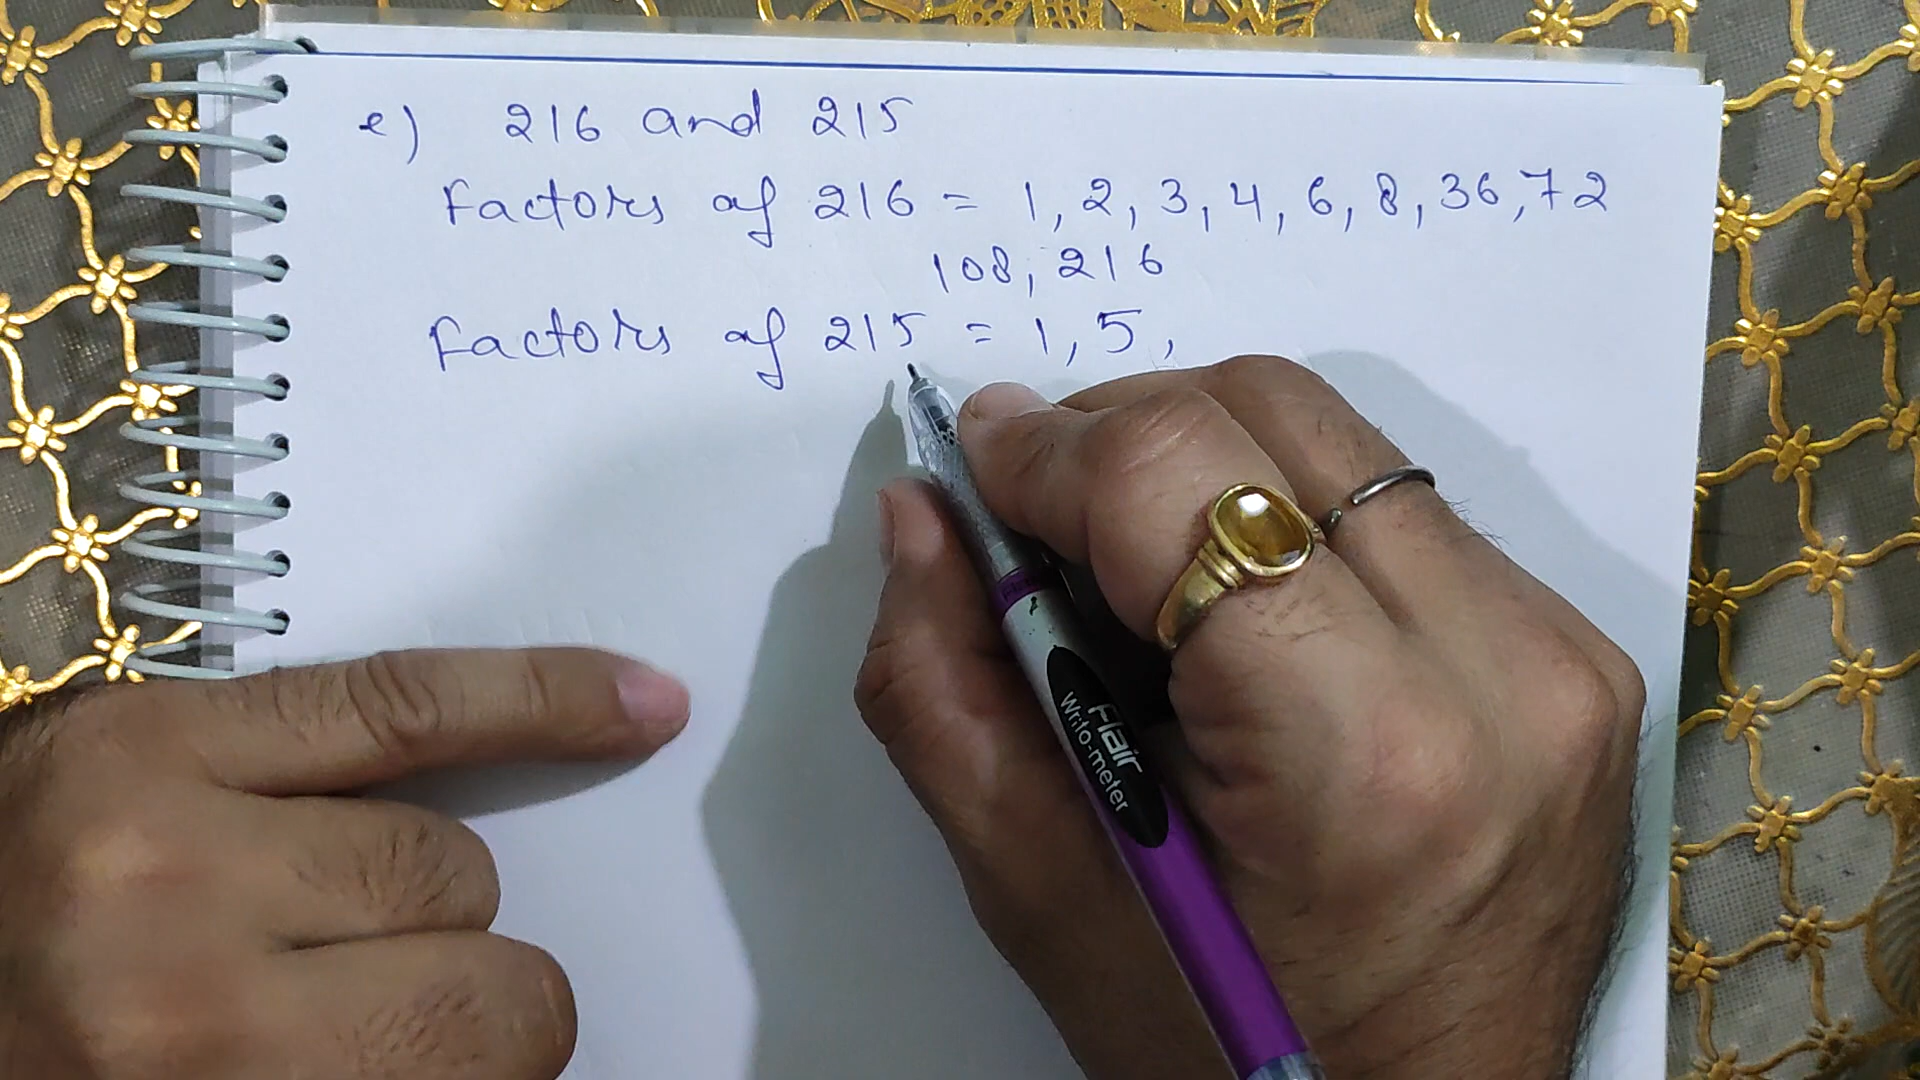 e) 216 and 215
Factors of 216 = 1, 2, 3, 4, 6, 8, 36, 72
108, 216
Factors of 215 = 1, 5,
Flair
Writo-meter